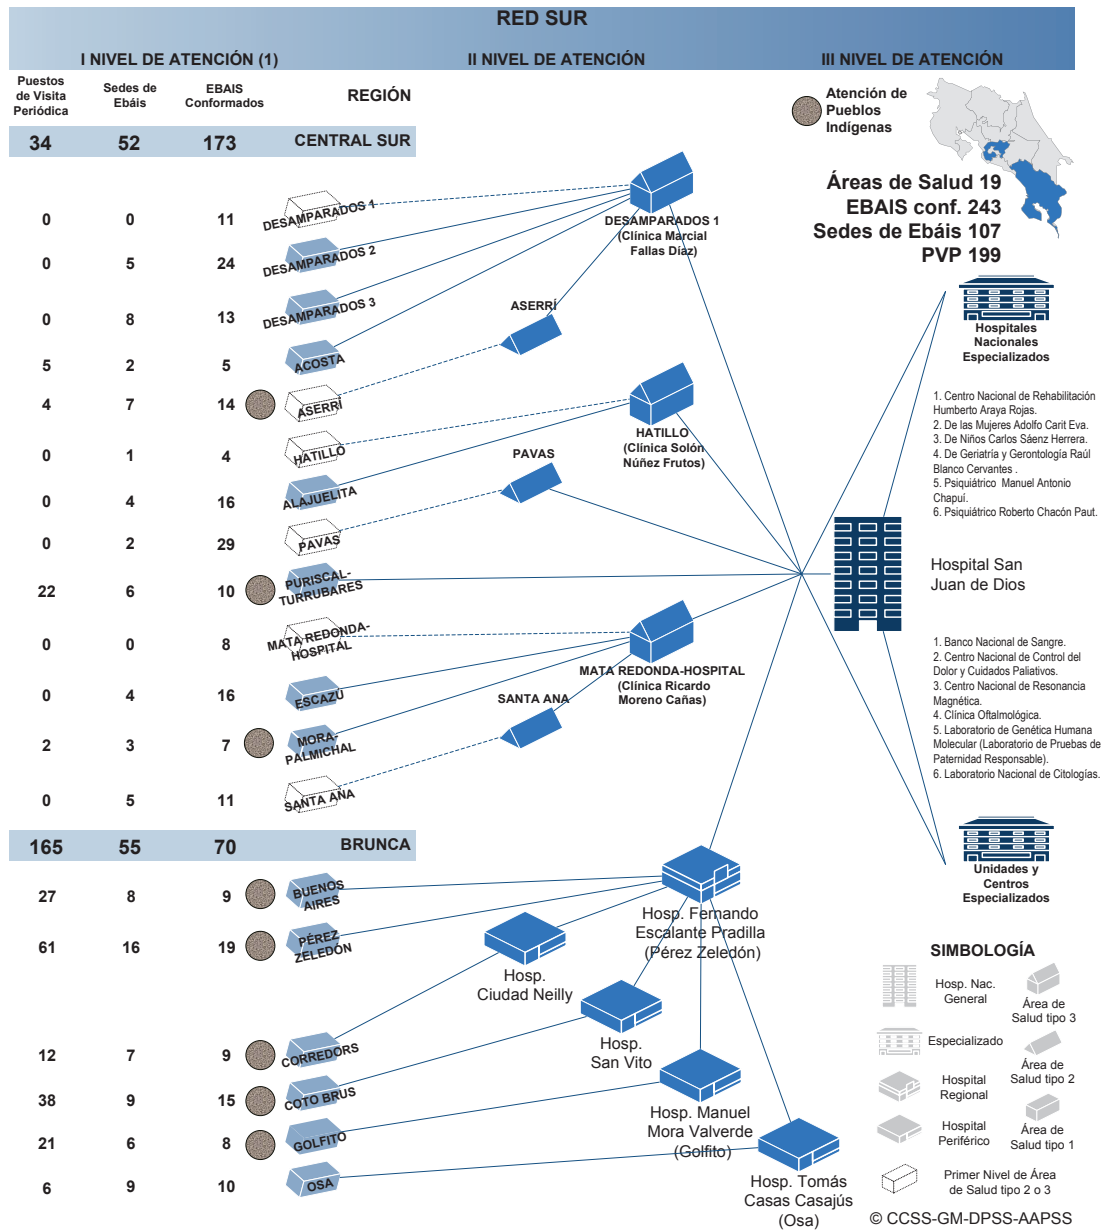 RED SUR
I NIVEL DE ATENCIÓN (1)
II NIVEL DE ATENCIÓN
III NIVEL DE ATENCIÓN
Puestos
de Visita
Periódica
Sedes de
Ebáis
EBAIS
Conformados
REGIÓN
34 52 173 CENTRAL SUR
0 0 11 DESAMPARADOS 1
0 5 24 DESAMPARADOS 2
0 8 13 DESAMPARADOS 3
5 2 5 ACOSTA
4 7 14 ASERRÍ
0 1 4 HATILLO
0 4 16 ALAJUELITA
0 2 29 PAVAS
22 6 10 PURISCAL-
TURRUBARES
0 0 8 MATA REDONDA-
HOSPITAL
0 4 16 ESCAZÚ
2 3 7 MORA-
PALMICHAL
0 5 11 SANTA ANA
165 55 70 BRUNCA
27 8 9 BUENOS
AIRES
61 16 19 PÉREZ
ZELEDÓN
12 7 9 CORREDORS
38 9 15 COTO BRUS
21 6 8 GOLFITO
6 9 10 OSA
DESAMPARADOS 1
(Clínica Marcial
Fallas Díaz)
ASERRÍ
HATILLO
(Clínica Solón
Núñez Frutos)
PAVAS
MATA REDONDA-HOSPITAL
(Clínica Ricardo
Moreno Cañas)
SANTA ANA
Hosp. Fernando
Escalante Pradilla
(Pérez Zeledón)
Hosp.
Ciudad Neilly
Hosp.
San Vito
Hosp. Manuel
Mora Valverde
(Golfito)
Hosp. Tomás
Casas Casajús
(Osa)
Atención de
Pueblos
Indígenas
Áreas de Salud 19
EBAIS conf. 243
Sedes de Ebáis 107
PVP 199
Hospitales
Nacionales
Especializados
1. Centro Nacional de Rehabilitación
Humberto Araya Rojas.
2. De las Mujeres Adolfo Carit Eva.
3. De Niños Carlos Sáenz Herrera.
4. De Geriatría y Gerontología Raúl
Blanco Cervantes .
5. Psiquiátrico Manuel Antonio
Chapuí.
6. Psiquiátrico Roberto Chacón Paut.
Hospital San
Juan de Dios
1. Banco Nacional de Sangre.
2. Centro Nacional de Control del
Dolor y Cuidados Paliativos.
3. Centro Nacional de Resonancia
Magnética.
4. Clínica Oftalmológica.
5. Laboratorio de Genética Humana
Molecular (Laboratorio de Pruebas de
Paternidad Responsable).
6. Laboratorio Nacional de Citologías.
Unidades y
Centros
Especializados
SIMBOLOGÍA
Hosp. Nac.
General
Área de
Salud tipo 3
Especializado
Área de
Salud tipo 2
Hospital
Regional
Hospital
Periférico
Área de
Salud tipo 1
Primer Nivel de Área
de Salud tipo 2 o 3
© CCSS-GM-DPSS-AAPSS